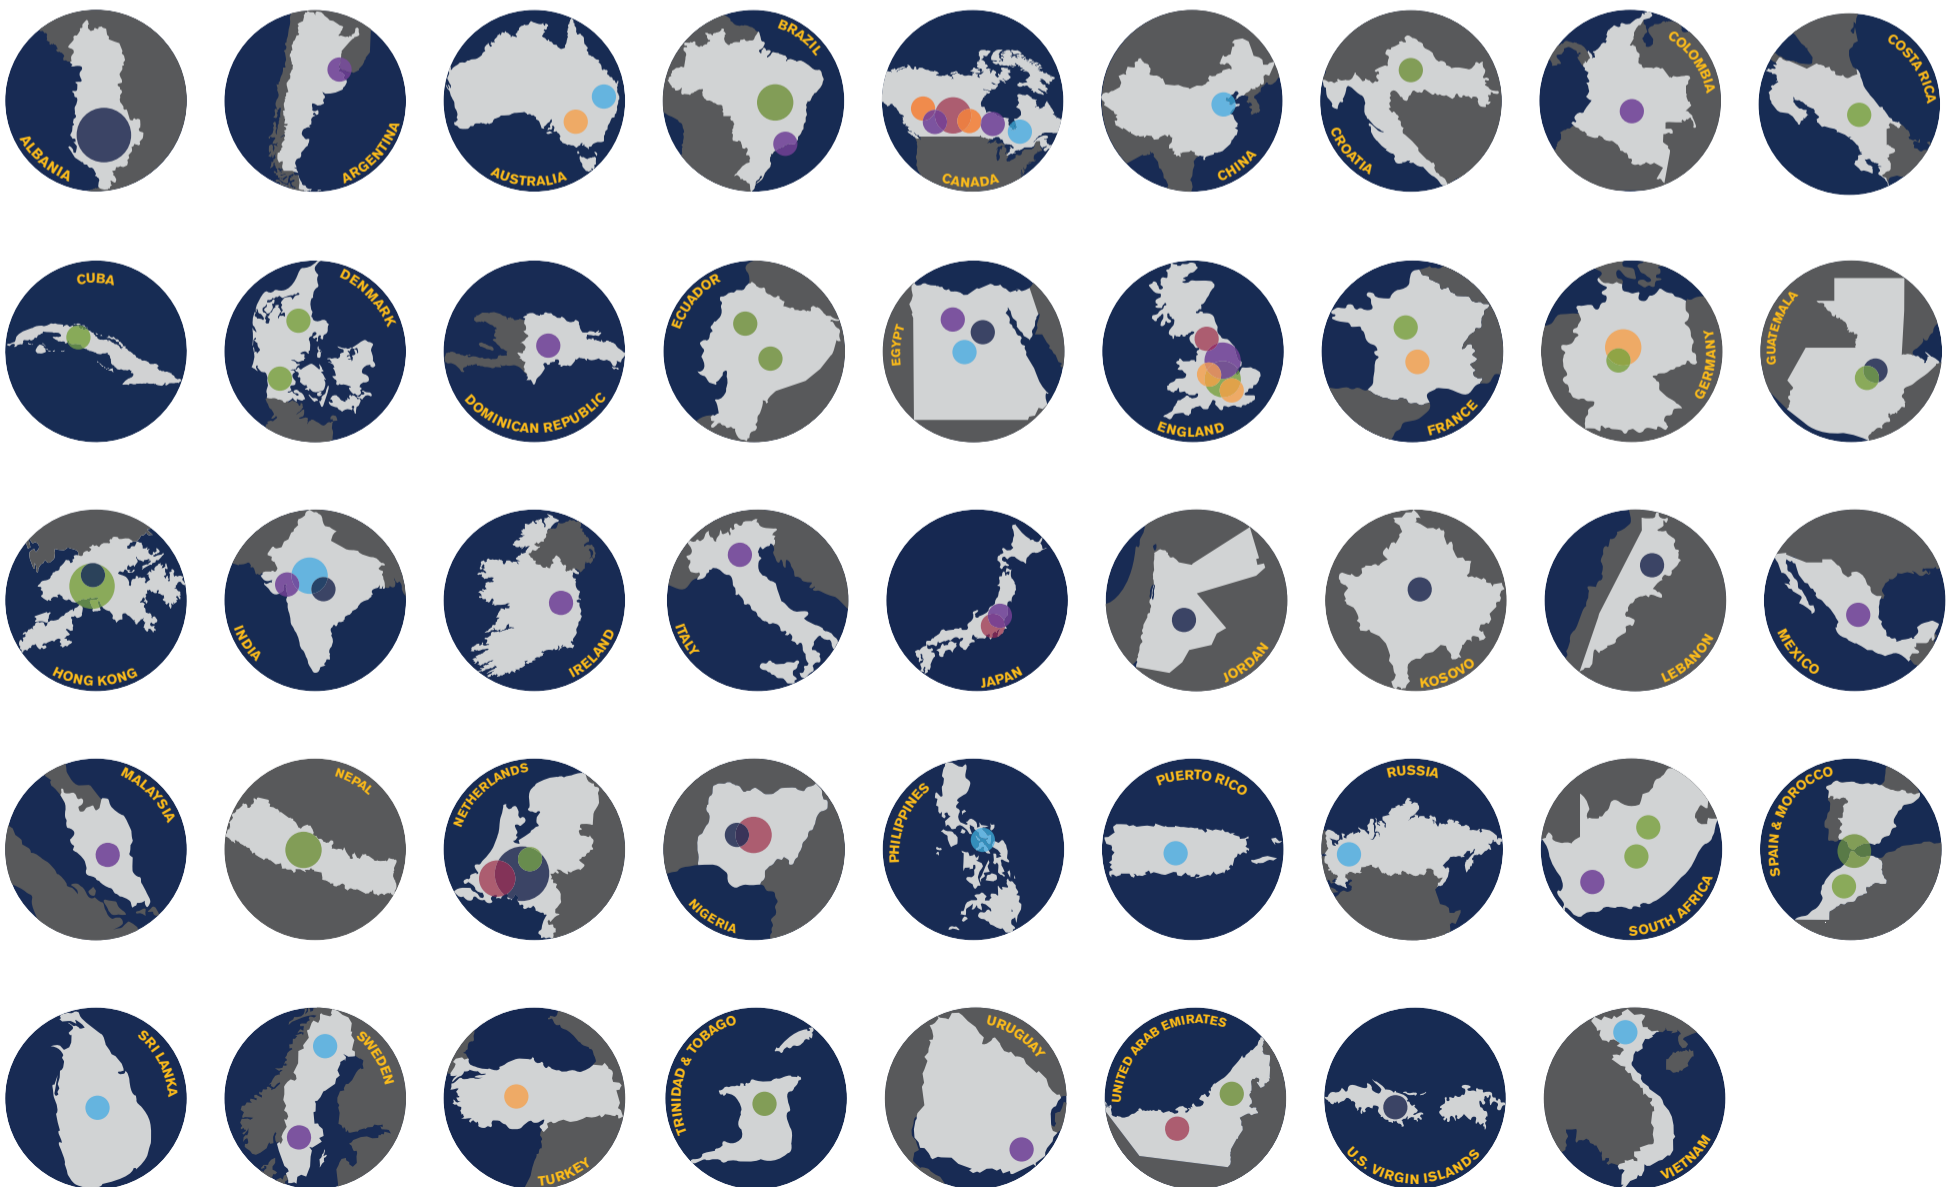 ALBANIA
ARGENTINA
AUSTRALIA
BRAZIL
CANADA
CHINA
CROATIA
COLOMBIA
COSTA RICA
CUBA
DENMARK
DOMINICAN REPUBLIC
ECUADOR
EGYPT
ENGLAND
FRANCE
GERMANY
GUATEMALA
HONG KONG
INDIA
IRELAND
ITALY
JAPAN
JORDAN
KOSOVO
LEBANON
MEXICO
MALAYSIA
NEPAL
NETHERLANDS
NIGERIA
PHILIPPINES
PUERTO RICO
RUSSIA
SOUTH AFRICA
SPAIN & MOROCCO
SRI LANKA
SWEDEN
TURKEY
TRINIDAD & TOBAGO
URUGUAY
UNITED ARAB EMIRATES
U.S. VIRGIN ISLANDS
VIETNAM